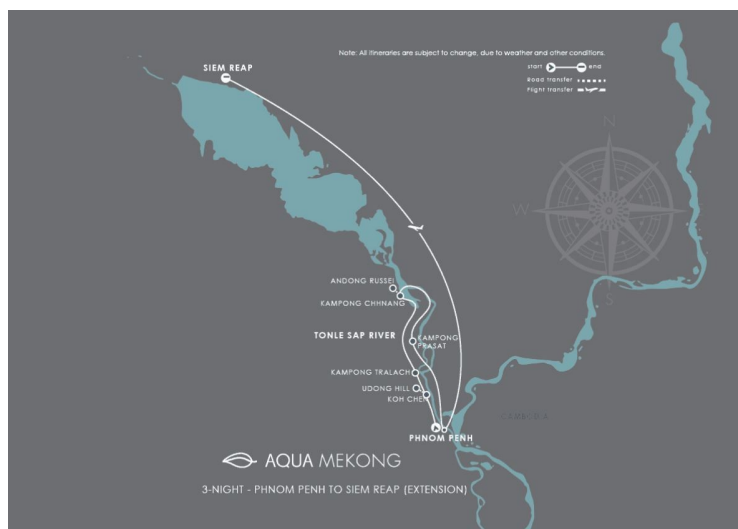 Note: All itineraries are subject to change, due to weather and other conditions.
SIEM REAP
start
end
Road transfer
Flight transfer
N
W
S
ANDONG RUSSEI
KAMPONG CHHNANG
TONLE SAP RIVER
KAMPONG
PRASAT
KAMPONG TRALACH
UDONG HILL
KOH CHEN
PHNOM PENH
CAMBODIA
AQUA MEKONG
3-NIGHT - PHNOM PENH TO SIEM REAP (EXTENSION)